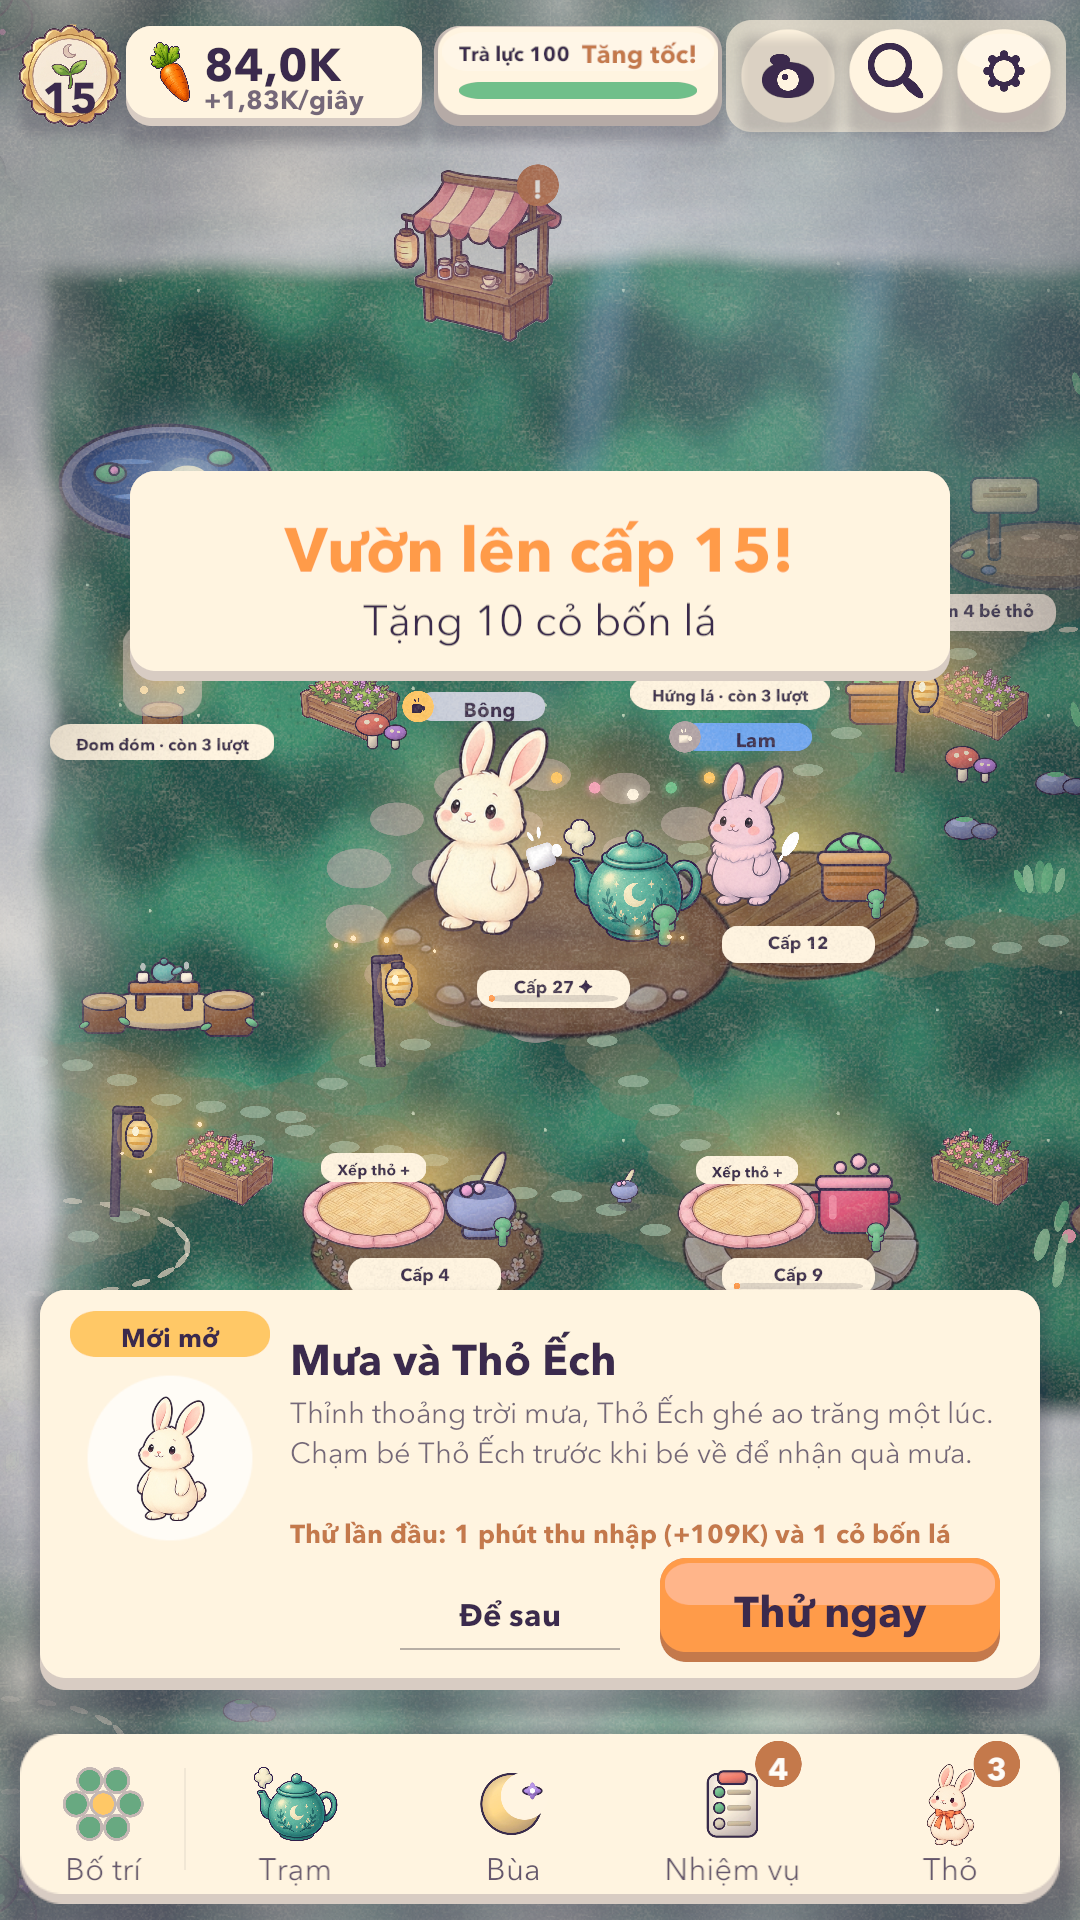 15
84,0K
+1,83K/giây
Trà lực 100 Tăng tốc!
!
Vườn lên cấp 15!
Tặng 10 cỏ bốn lá
n 4 bé thỏ
Bông
Hứng lá · còn 3 lượt
Đom đóm · còn 3 lượt
Lam
Cấp 12
Cấp 27 ✦
Xếp thỏ +
Xếp thỏ +
Cấp 4
Cấp 9
Mới mở
Mưa và Thỏ Ếch
Thỉnh thoảng trời mưa, Thỏ Ếch ghé ao trăng một lúc.
Chạm bé Thỏ Ếch trước khi bé về để nhận quà mưa.
Thử lần đầu: 1 phút thu nhập (+109K) và 1 cỏ bốn lá
Để sau
Thử ngay
4
3
Bố trí
Trạm
Bùa
Nhiệm vụ
Thỏ